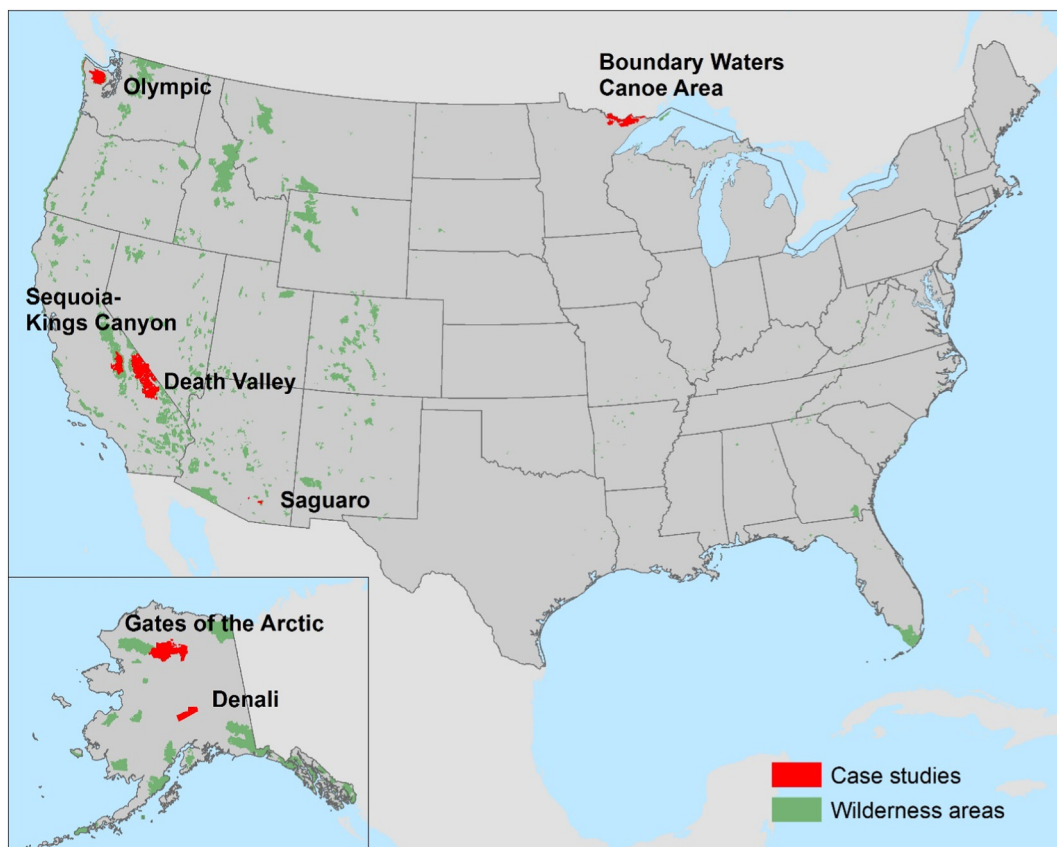 Olympic
Boundary Waters
Canoe Area
Sequoia-
Kings Canyon
Death Valley
Saguaro
Gates of the Arctic
Denali
Case studies
Wilderness areas